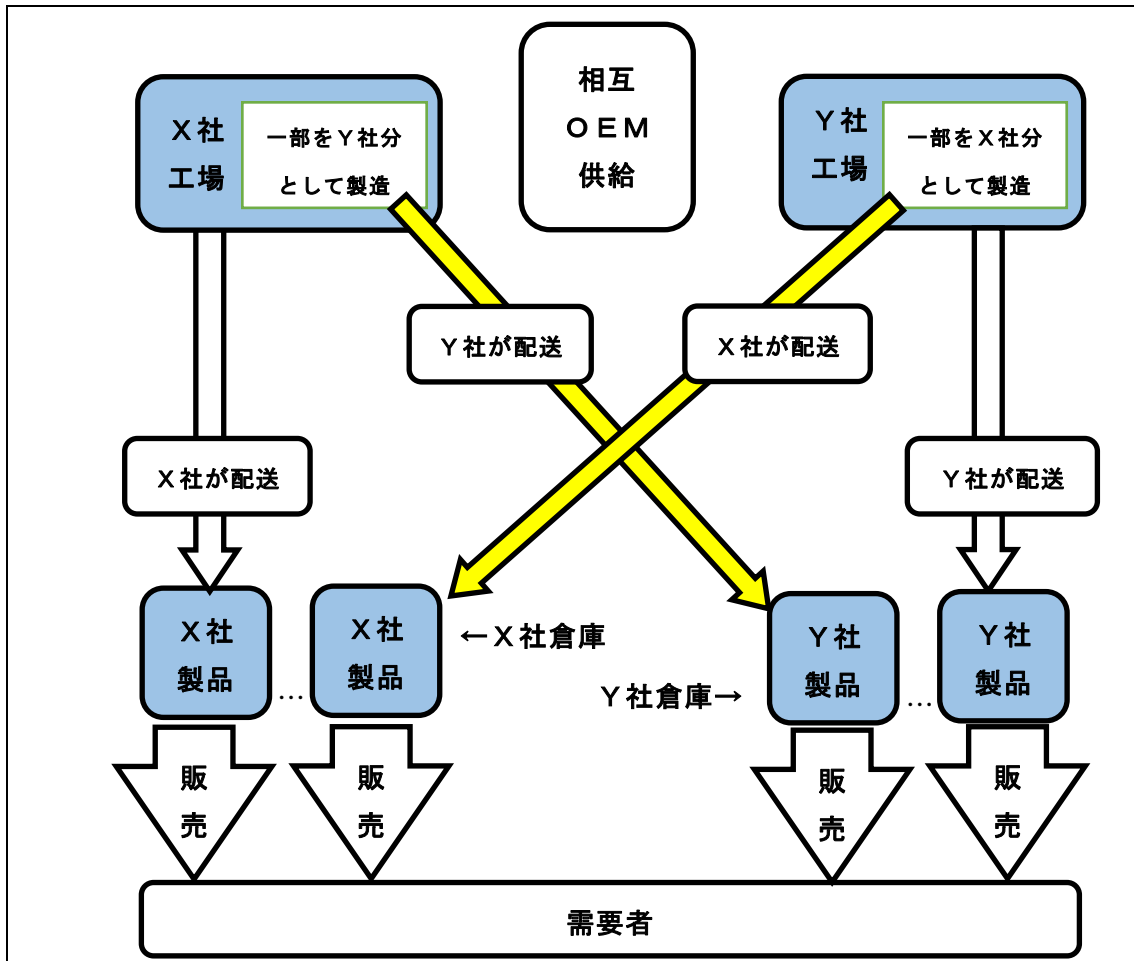 相互
OEM
供給
X社
工場
一部をY社分
として製造
Y社
工場
一部をX社分
として製造
Y社が配送
X社が配送
X社が配送
Y社が配送
X社
製品
…
X社
製品
←X社倉庫
Y社倉庫→
Y社
製品
…
Y社
製品
販
売
販
売
販
売
販
売
需要者